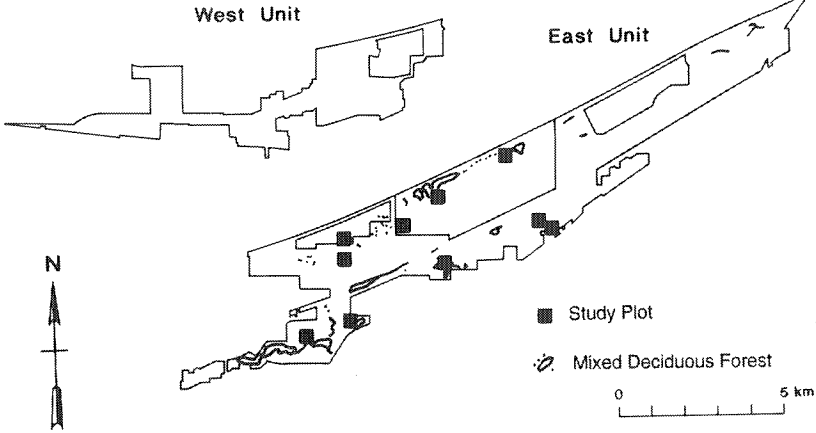 West Unit
East Unit
N
Study Plot
Mixed Deciduous Forest
0 5 km